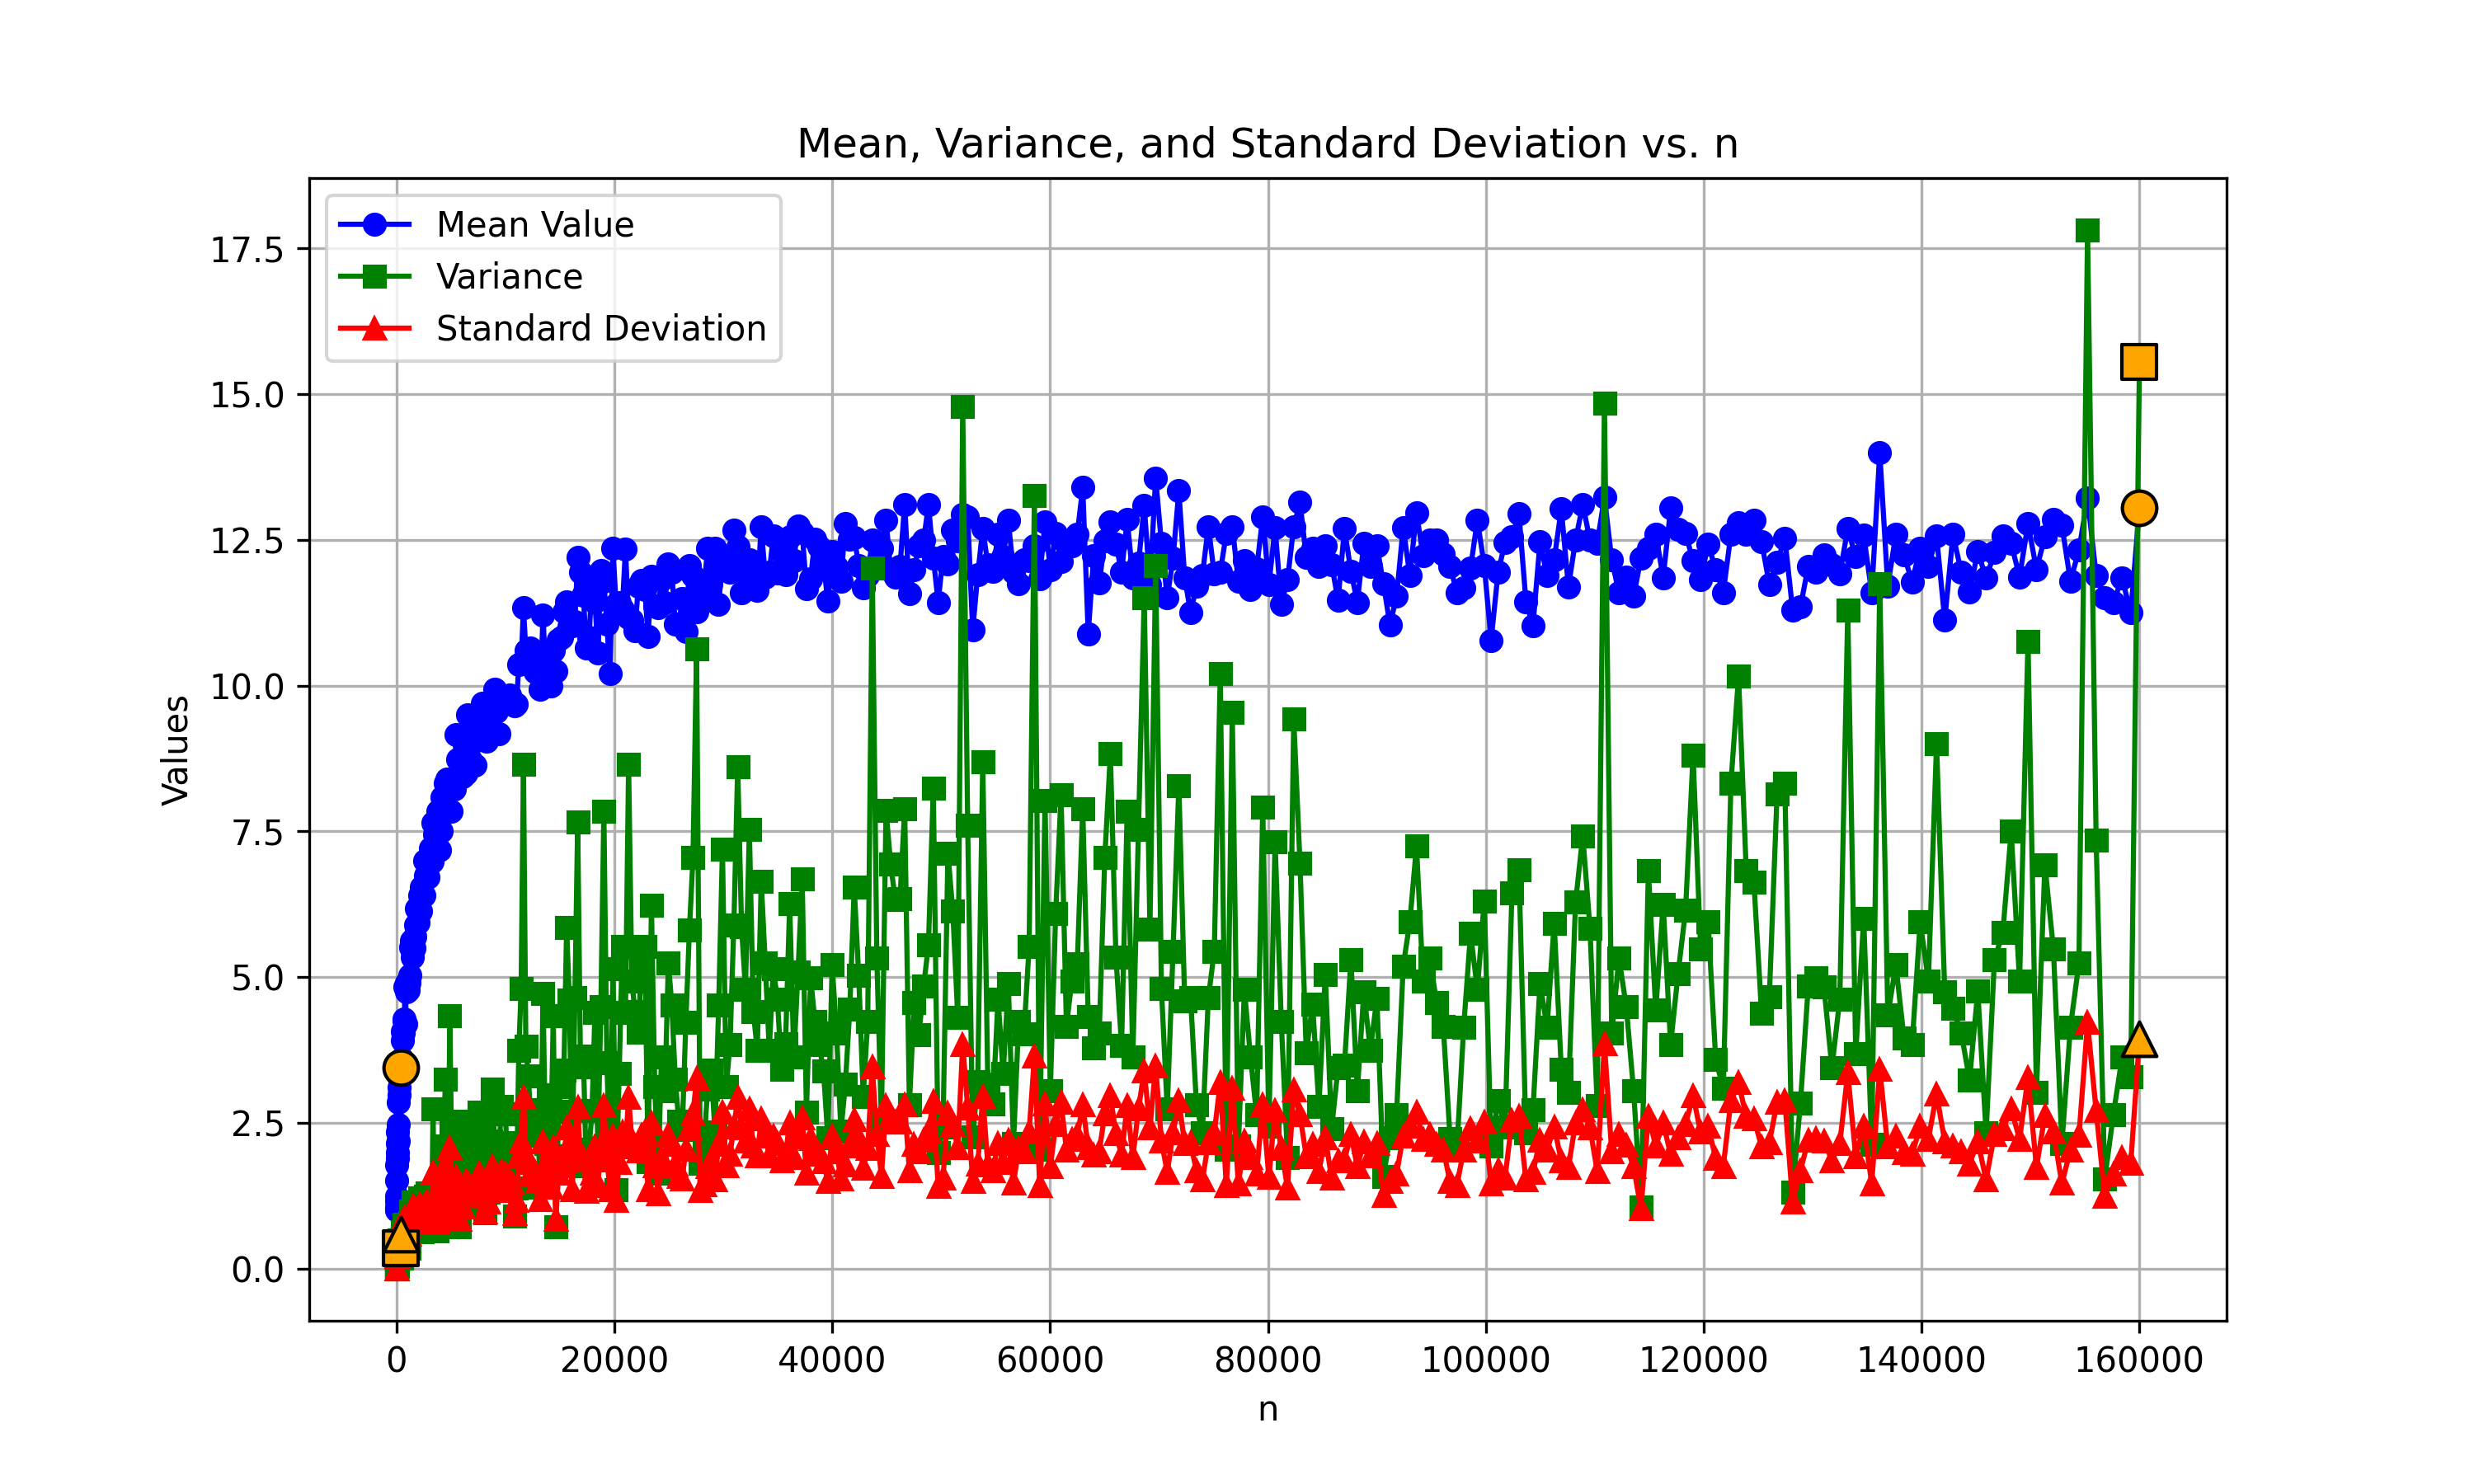 Mean, Variance, and Standard Deviation vs. n
Mean Value
Variance
Standard Deviation
17.5
15.0
12.5
10.0
7.5
5.0
2.5
0.0
Values
0 20000 40000 60000 80000 100000 120000 140000 160000
n